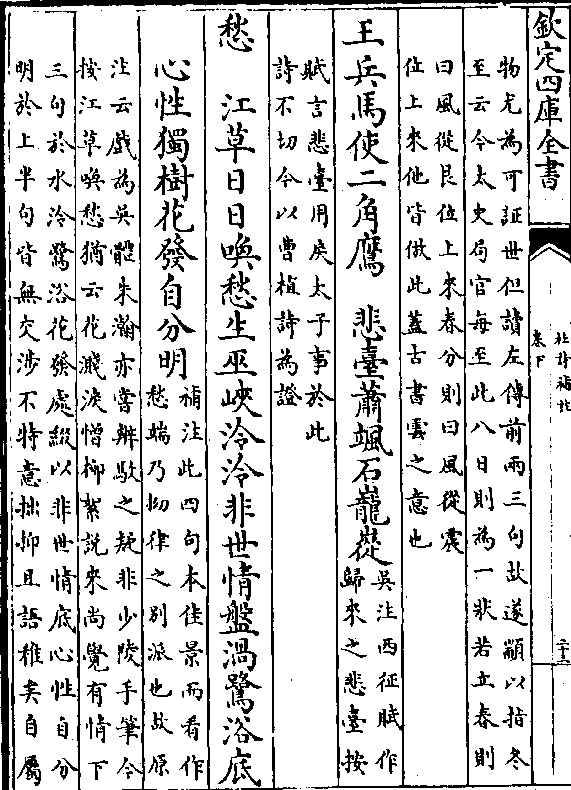 欽定四庫全書
杜詩補註
卷下
二十三
物尤為可証世但讀左傳前兩三句故遂顓以指冬
至云今太史局官每至此八日則為一狀若立春則
曰風從艮位上來春分則曰風從震
位上來他皆倣此蓋古書雲之意也
王兵馬使二角鷹　悲臺蕭颯石巃嵸
吳注西征賦作
歸來之悲臺按
賦言悲臺用戾太子事於此
詩不切今以曹植詩為證
愁　江草日日喚愁生巫峽泠泠非世情盤渦鷺浴底
心性獨樹花發自分明
補注此四句本佳景而看作
愁端乃拗律之別派也故原
注云戲為吳體朱瀚亦嘗辨駮之疑非少陵手筆今
按江草喚愁猶云花濺淚憎柳絮說來尚覺有情下
三句於水泠鷺浴花發處綴以非世情底心性自分
明於上半句皆無交涉不特意拙抑且語稚矣自屬